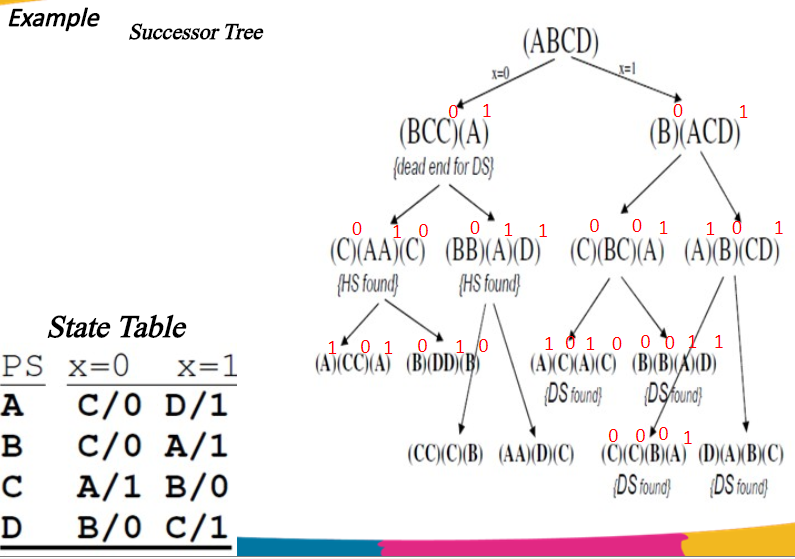 Example
Successor Tree
(ABCD)
x=0 x=1
0 1 0 1
(BCC)(A) (B)(ACD)
{dead end for DS}
0 1 0 0 1 1 0 0 1 1 0 1
(C)(AA)(C) (BB)(A)(D) (C)(BC)(A) (A)(B)(CD)
{HS found} {HS found}
1 0 1 0 1 0 1 0 1 0 0 0 1 1
(A)(CC)(A) (B)(DD)(B) (A)(C)(A)(C) (B)(B)(A)(D)
{DS found} {DS found}
0 0 0 1
(CC)(C)(B) (AA)(D)(C) (C)(C)(B)(A) (D)(A)(B)(C)
{DS found} {DS found}
State Table
PS x=0 x=1
A C/0 D/1
B C/0 A/1
C A/1 B/0
D B/0 C/1